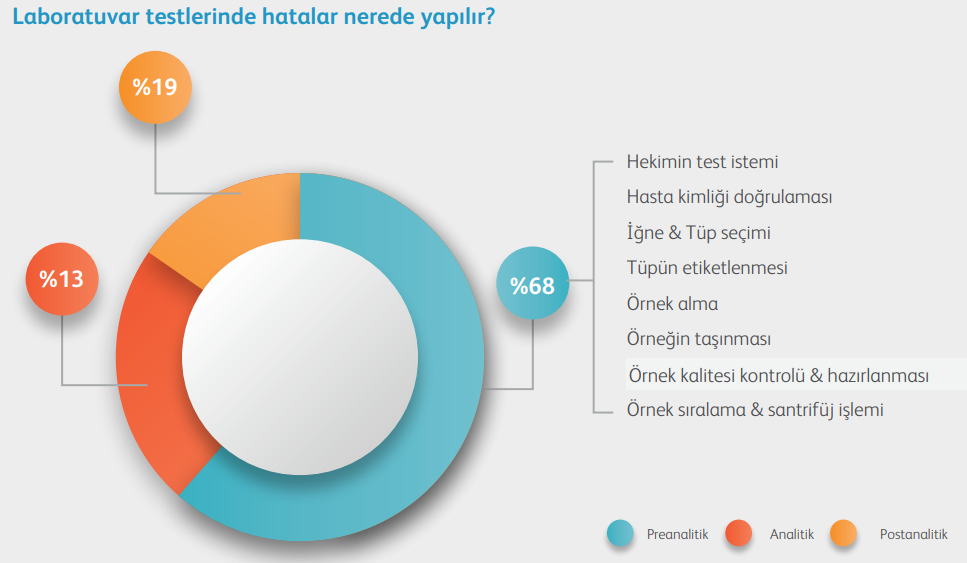 Laboratuvar testlerinde hatalar nerede yapılır?
%19
%13
%68
Hekimin test istemi
Hasta kimliği doğrulaması
İğne & Tüp seçimi
Tüpün etiketlenmesi
Örnek alma
Örneğin taşınması
Örnek kalitesi kontrolü & hazırlanması
Örnek sıralama & santrifüj işlemi
Preanalitik
Analitik
Postanalitik